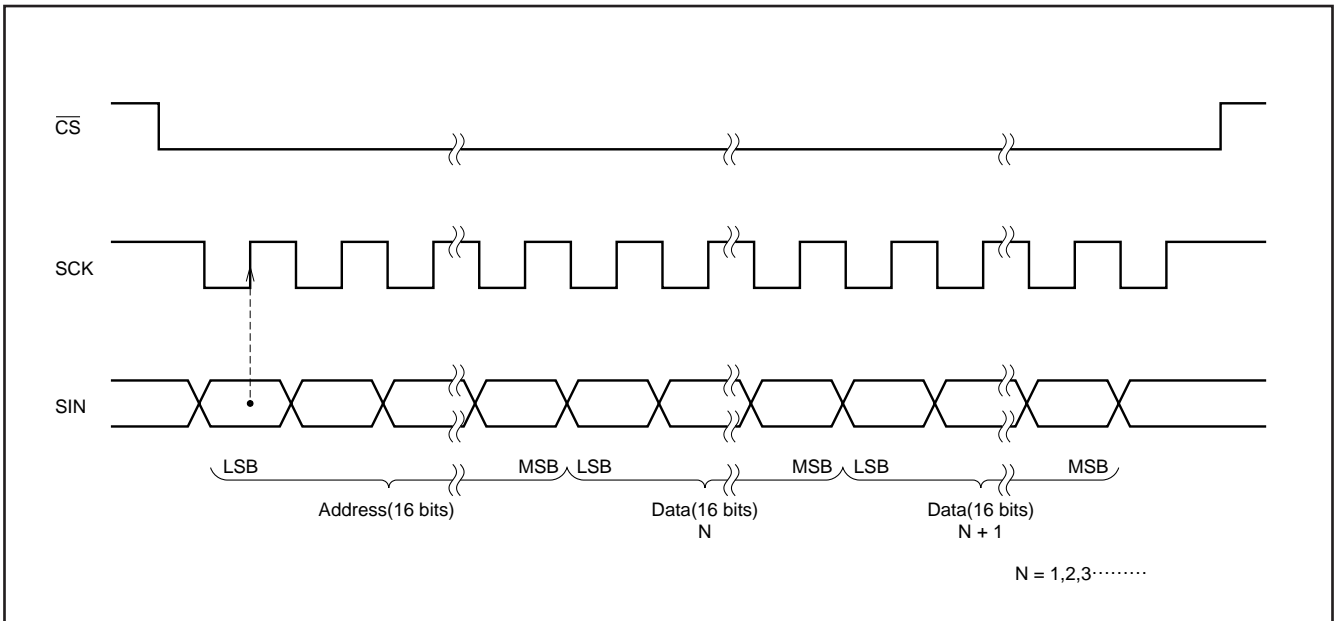 C̅S̅
SCK
SIN
LSB MSB LSB MSB LSB MSB
Address(16 bits) Data(16 bits) Data(16 bits)
N N + 1
N = 1,2,3·········